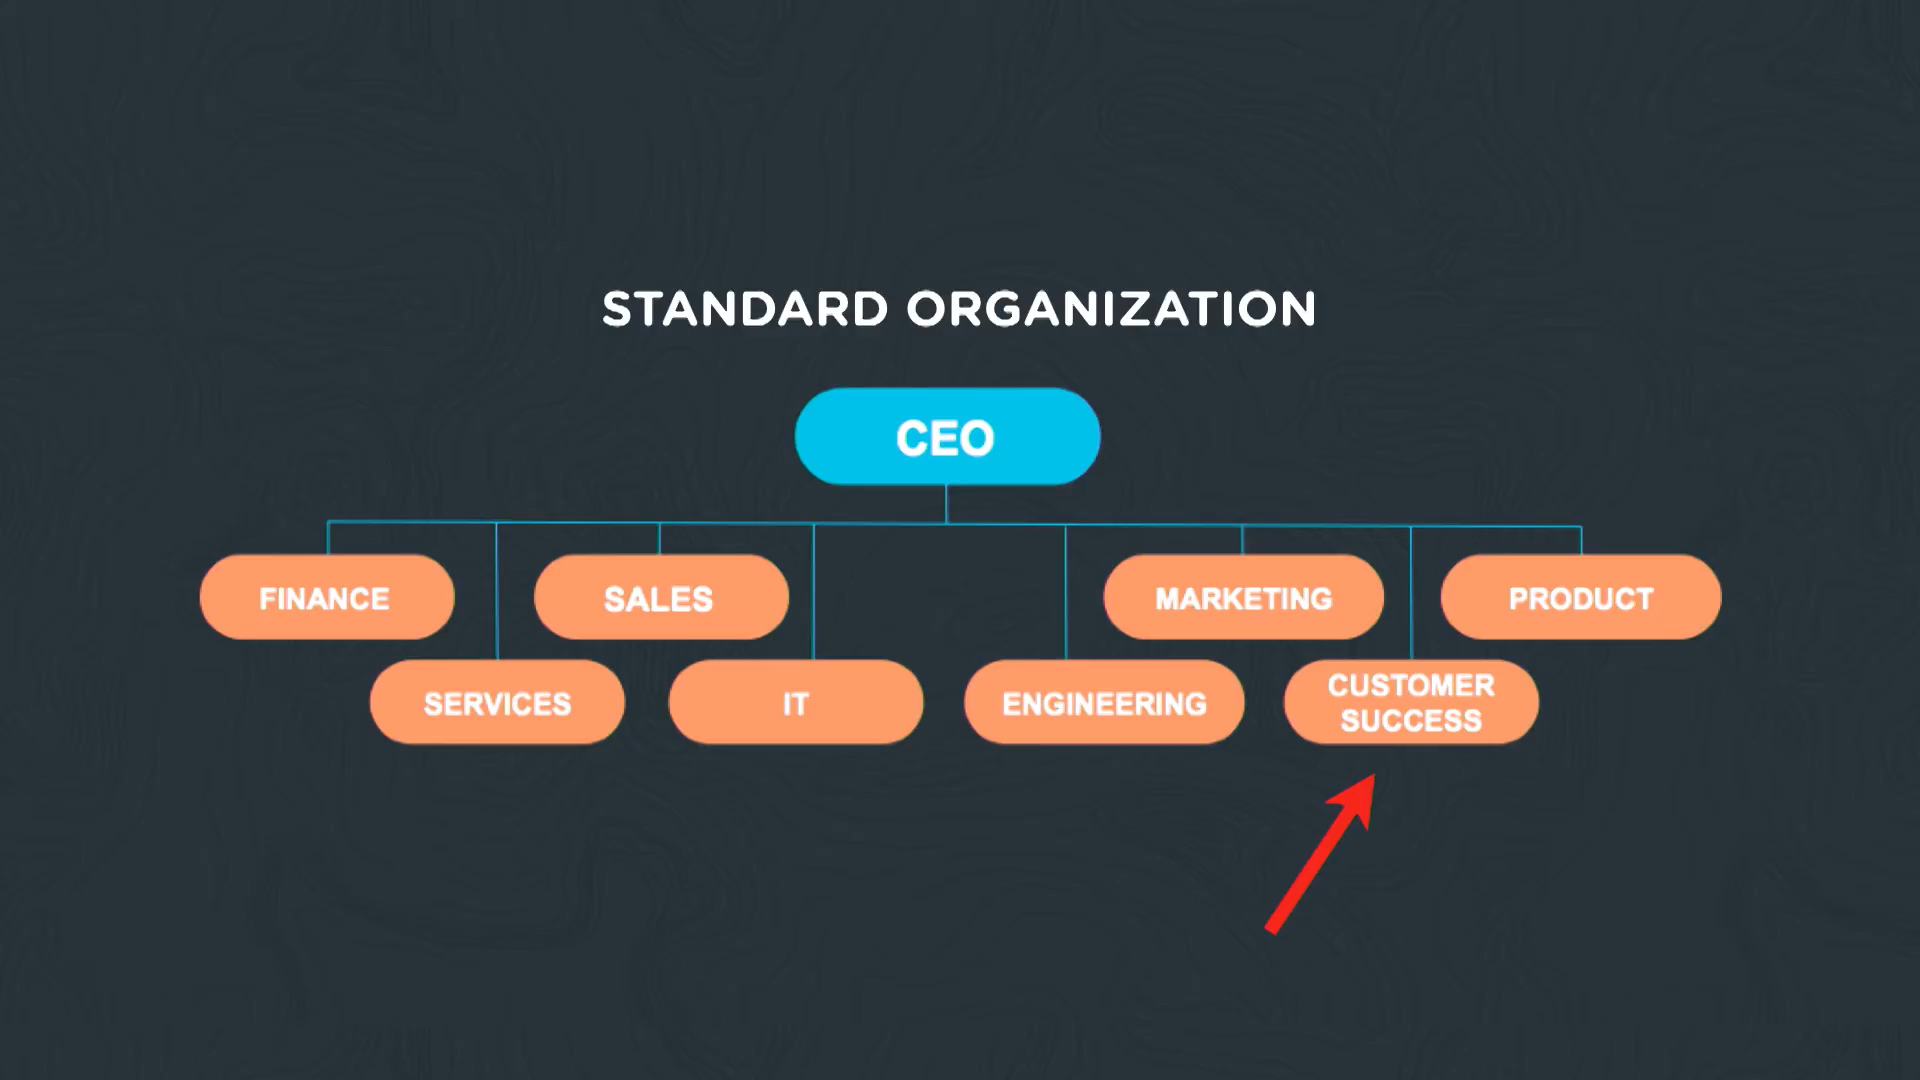 STANDARD ORGANIZATION
CEO
FINANCE
SALES
MARKETING
PRODUCT
SERVICES
IT
ENGINEERING
CUSTOMER
SUCCESS